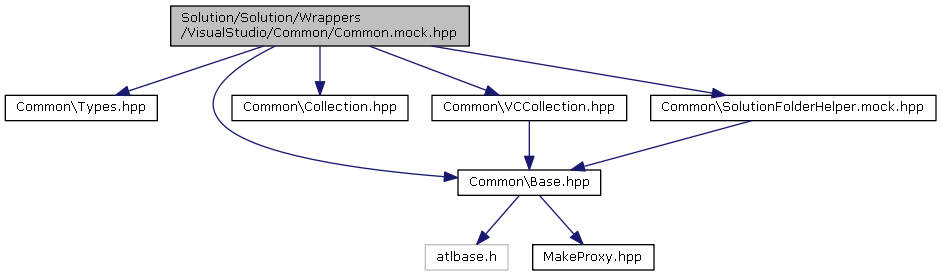 Solution/Solution/Wrappers
/VisualStudio/Common/Common.mock.hpp
Common\Types.hpp
Common\Collection.hpp
Common\VCCollection.hpp
Common\SolutionFolderHelper.mock.hpp
Common\Base.hpp
atlbase.h
MakeProxy.hpp